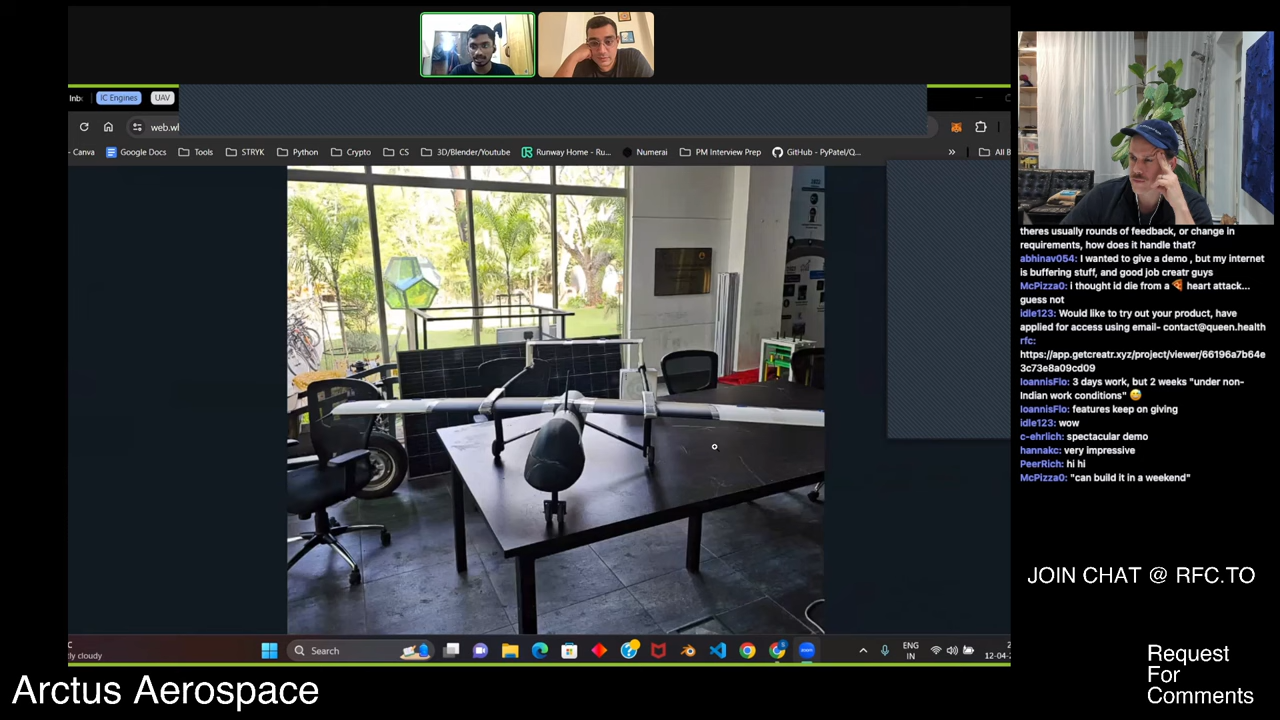 Inb
IC Engines
UAV
web.wl
Canva
Google Docs
Tools
STRYK
Python
Crypto
CS
3D/Blender/Youtube
Runway Home - Ru...
Numerai
PM Interview Prep
GitHub - PyPatel/Q...
»
All B
theres usually rounds of feedback, or change in
requirements, how does it handle that?
abhinav054: I wanted to give a demo , but my internet
is buffering stuff, and good job creatr guys
McPizza0: i thought id die from a 🍕 heart attack...
guess not
idle123: Would like to try out your product, have
applied for access using email- contact@queen.health
rfc:
https://app.getcreatr.xyz/project/viewer/66196a7b64e
3c73e8a09cd09
IoannisFlo: 3 days work, but 2 weeks "under non-
Indian work conditions" 😅
IoannisFlo: features keep on giving
idle123: wow
c-ehrlich: spectacular demo
hannakc: very impressive
PeerRich: hi hi
McPizza0: "can build it in a weekend"
JOIN CHAT @ RFC.TO
C
tly cloudy
Search
ENG
IN
12-04-
Arctus Aerospace
Request
For
Comments